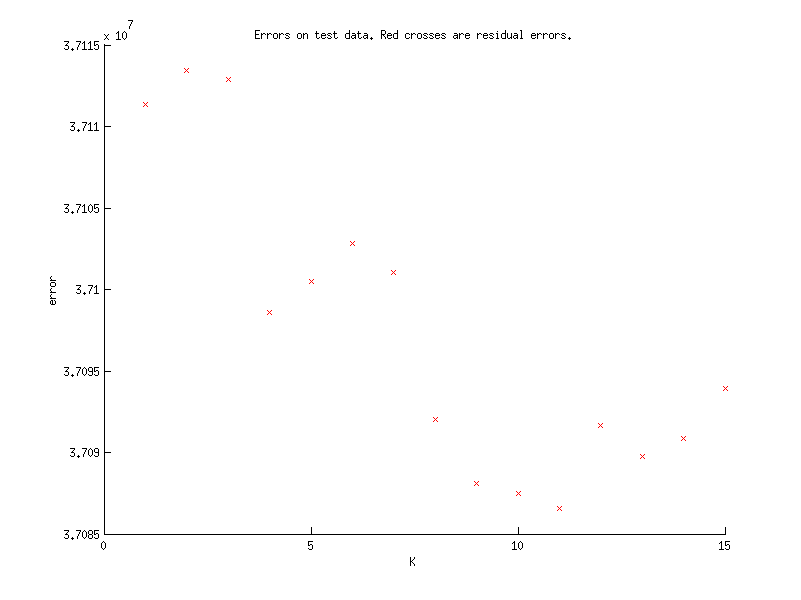 x 10^7
Errors on test data. Red crosses are residual errors.
3.7115
3.711
3.7105
3.71
3.7095
3.709
3.7085
error
0 5 10 15
K